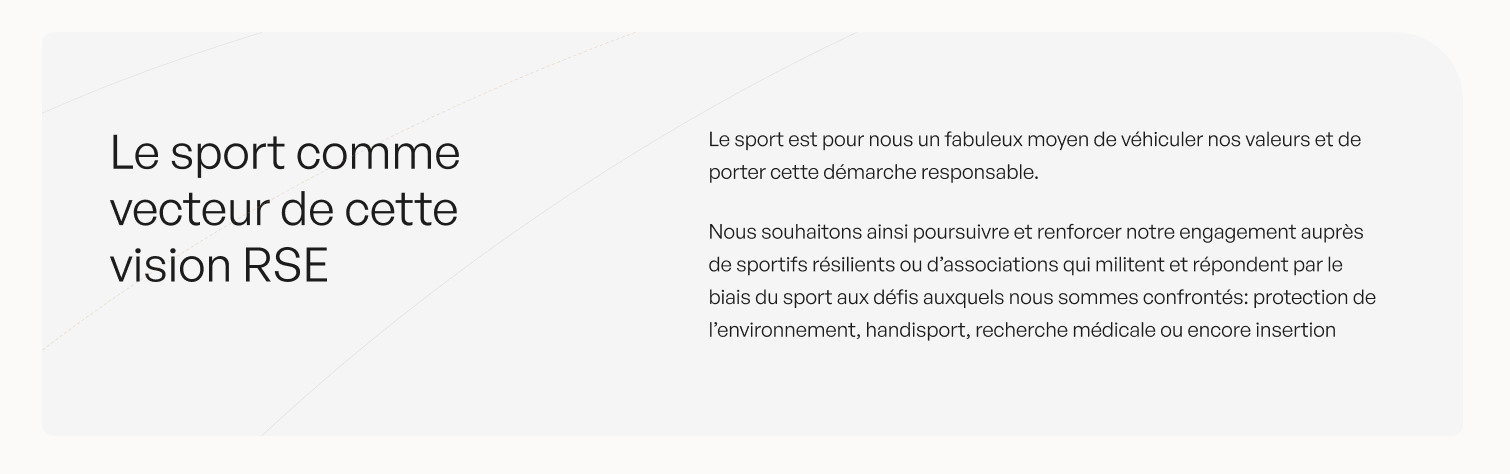 Le sport comme
vecteur de cette
vision RSE
Le sport est pour nous un fabuleux moyen de véhiculer nos valeurs et de
porter cette démarche responsable.
Nous souhaitons ainsi poursuivre et renforcer notre engagement auprès
de sportifs résilients ou d’associations qui militent et répondent par le
biais du sport aux défis auxquels nous sommes confrontés: protection de
l’environnement, handisport, recherche médicale ou encore insertion